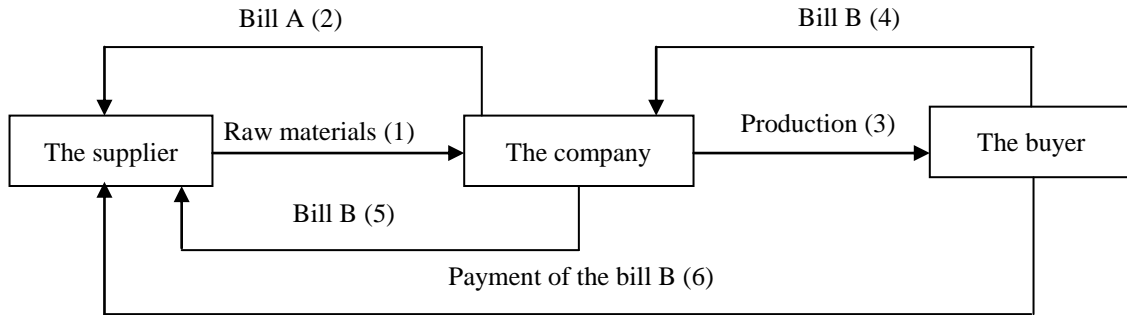 Bill A (2)
Bill B (4)
Raw materials (1)
Production (3)
The supplier
The company
The buyer
Bill B (5)
Payment of the bill B (6)